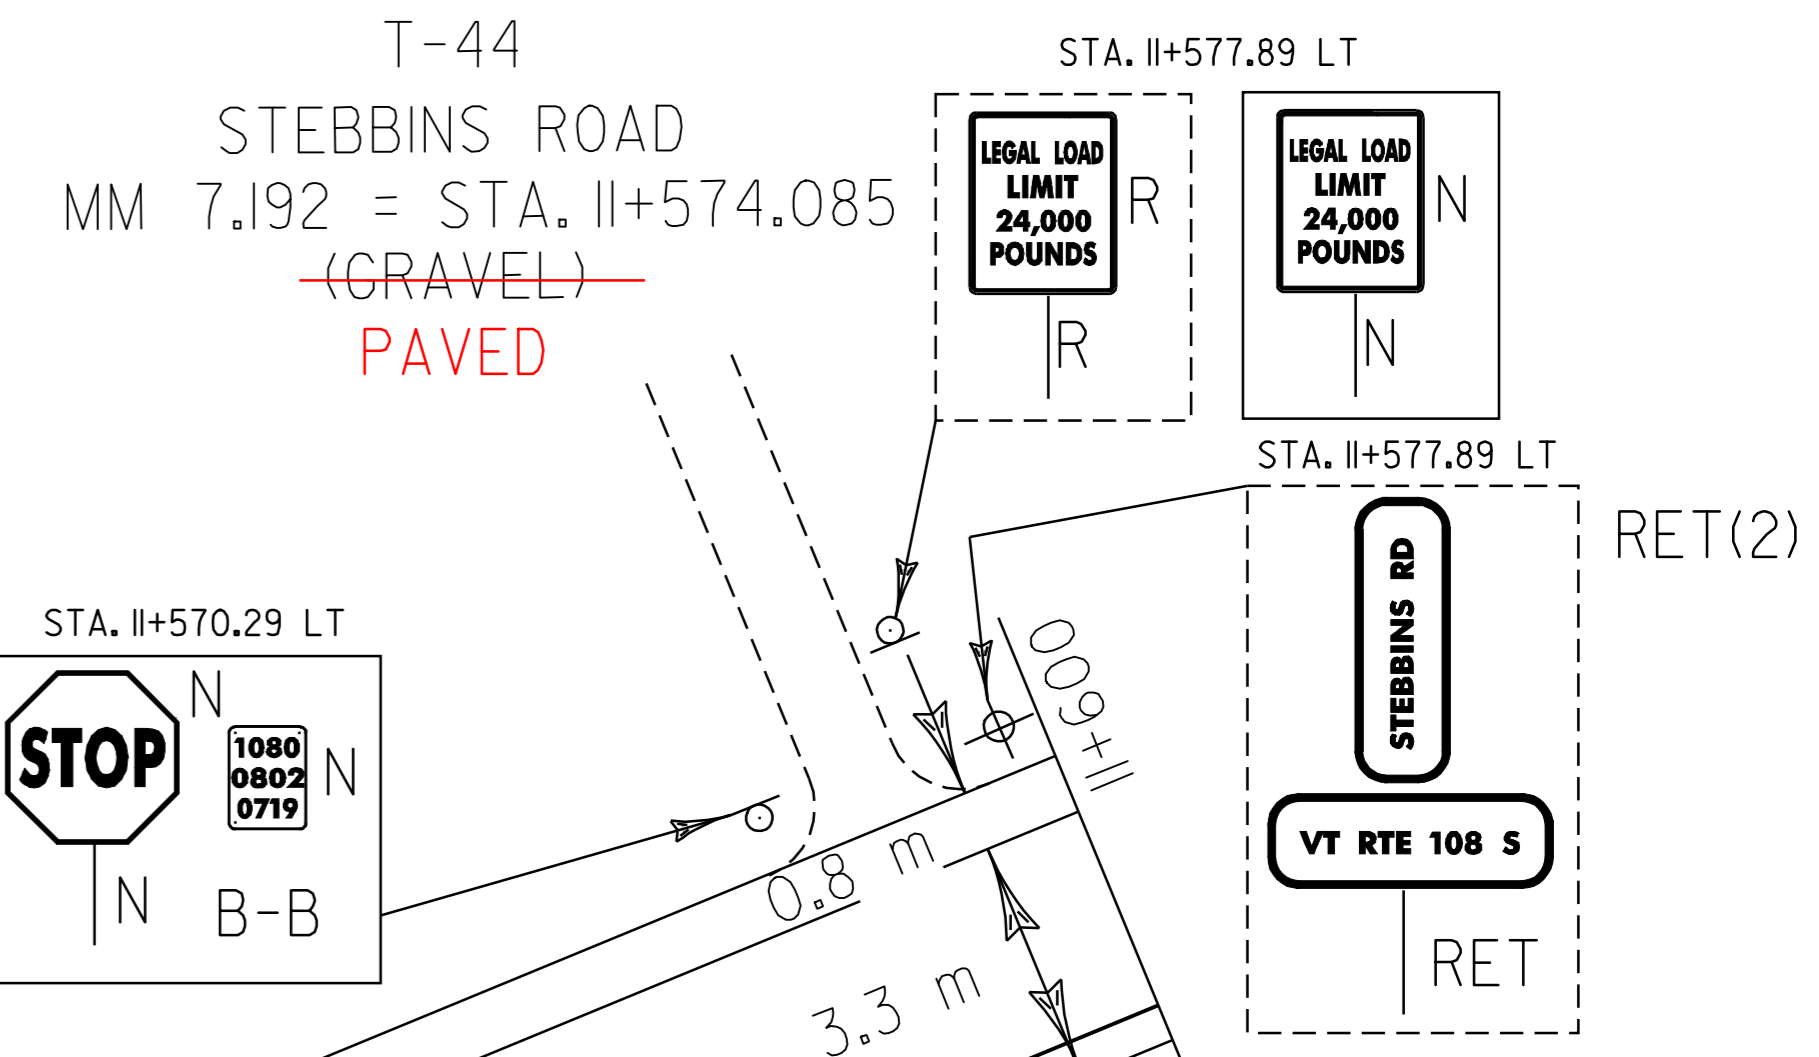 T-44
STEBBINS ROAD
MM 7.192 = STA. 11+574.085
(GRAVEL)
PAVED
STA. 11+577.89 LT
LEGAL LOAD
LIMIT
24,000
POUNDS
R
R
LEGAL LOAD
LIMIT
24,000
POUNDS
N
N
STA. 11+577.89 LT
STEBBINS RD
VT RTE 108 S
RET
RET(2)
STA. 11+570.29 LT
STOP
N
1080
0802
0719
N
N
B-B
11+600
0.8 m
3.3 m